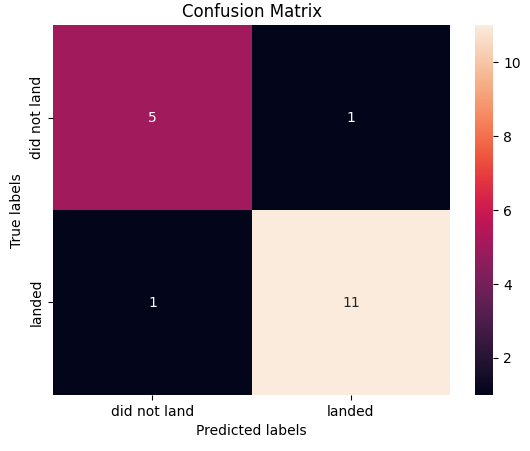 Confusion Matrix
True labels
did not land
5
1
landed
1
11
did not land
landed
Predicted labels
10
8
6
4
2